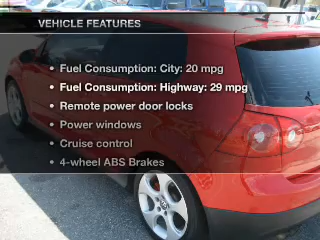 VEHICLE FEATURES
• Fuel Consumption: City: 20 mpg
• Fuel Consumption: Highway: 29 mpg
• Remote power door locks
• Power windows
• Cruise control
• 4-wheel ABS Brakes